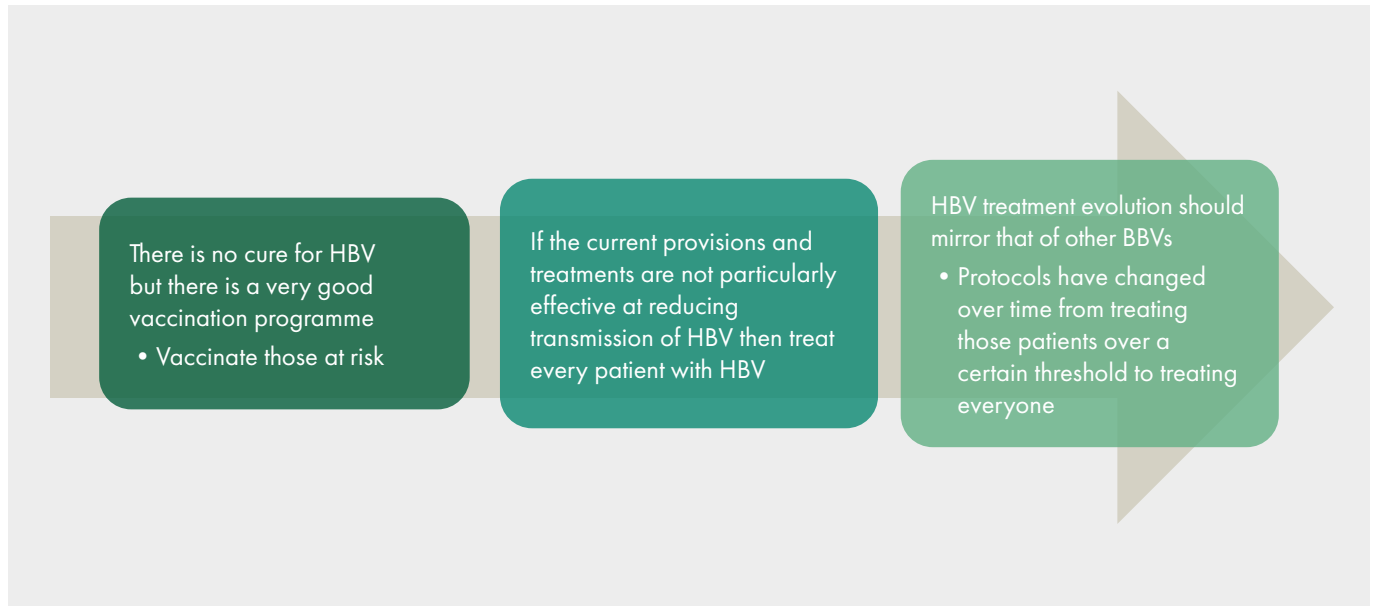 There is no cure for HBV
but there is a very good
vaccination programme
• Vaccinate those at risk
If the current provisions and
treatments are not particularly
effective at reducing
transmission of HBV then treat
every patient with HBV
HBV treatment evolution should
mirror that of other BBVs
• Protocols have changed
over time from treating
those patients over a
certain threshold to treating
everyone